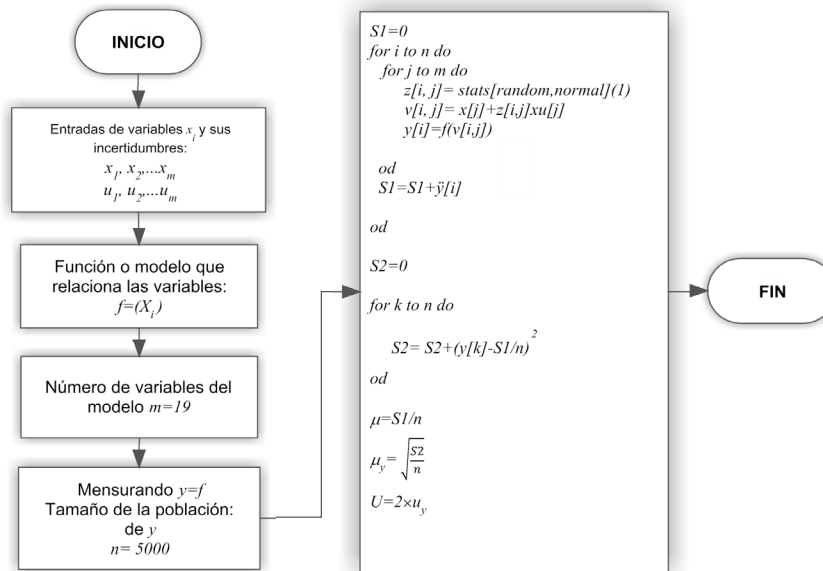 INICIO
Entradas de variables x_i y sus
incertidumbres:
x_1, x_2,...x_m
u_1, u_2,...u_m
Función o modelo que
relaciona las variables:
f=(X_i)
Número de variables del
modelo m=19
Mensurando y=f
Tamaño de la población:
de y
n= 5000
S1=0
for i to n do
for j to m do
z[i, j]= stats[random,normal](1)
v[i, j]= x[j]+z[i,j]xu[j]
y[i]=f(v[i,j])
od
S1=S1+ÿ[i]
od
S2=0
for k to n do
S2= S2+(y[k]-S1/n)^2
od
μ=S1/n
μ_y= √(S2/n)
U=2×u_y
FIN